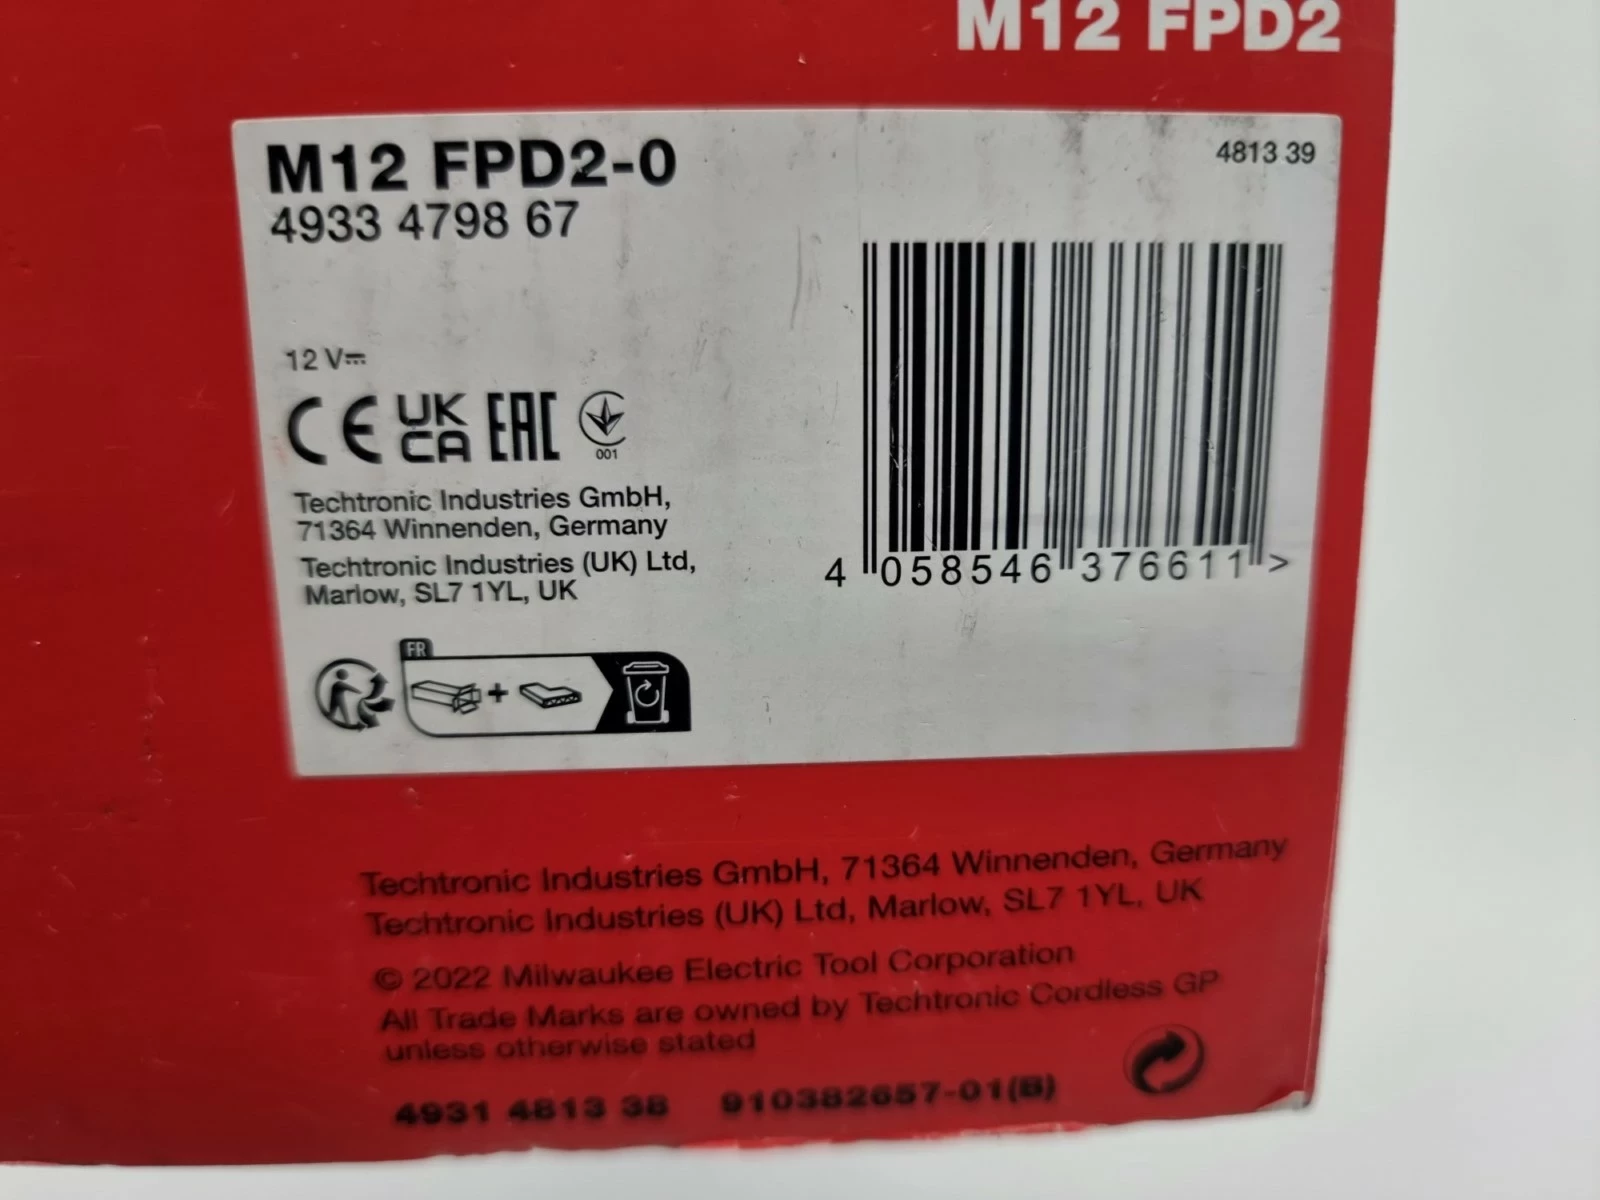 M12 FPD2
M12 FPD2-0
4933 4798 67
4813 39
12 V
CE UK CA EAC
001
Techtronic Industries GmbH,
71364 Winnenden, Germany
Techtronic Industries (UK) Ltd,
Marlow, SL7 1YL, UK
4 058546 376611 >
FR
+
Techtronic Industries GmbH, 71364 Winnenden, Germany
Techtronic Industries (UK) Ltd, Marlow, SL7 1YL, UK
© 2022 Milwaukee Electric Tool Corporation
All Trade Marks are owned by Techtronic Cordless GP
unless otherwise stated
4931 4813 38 910382657-01(B)